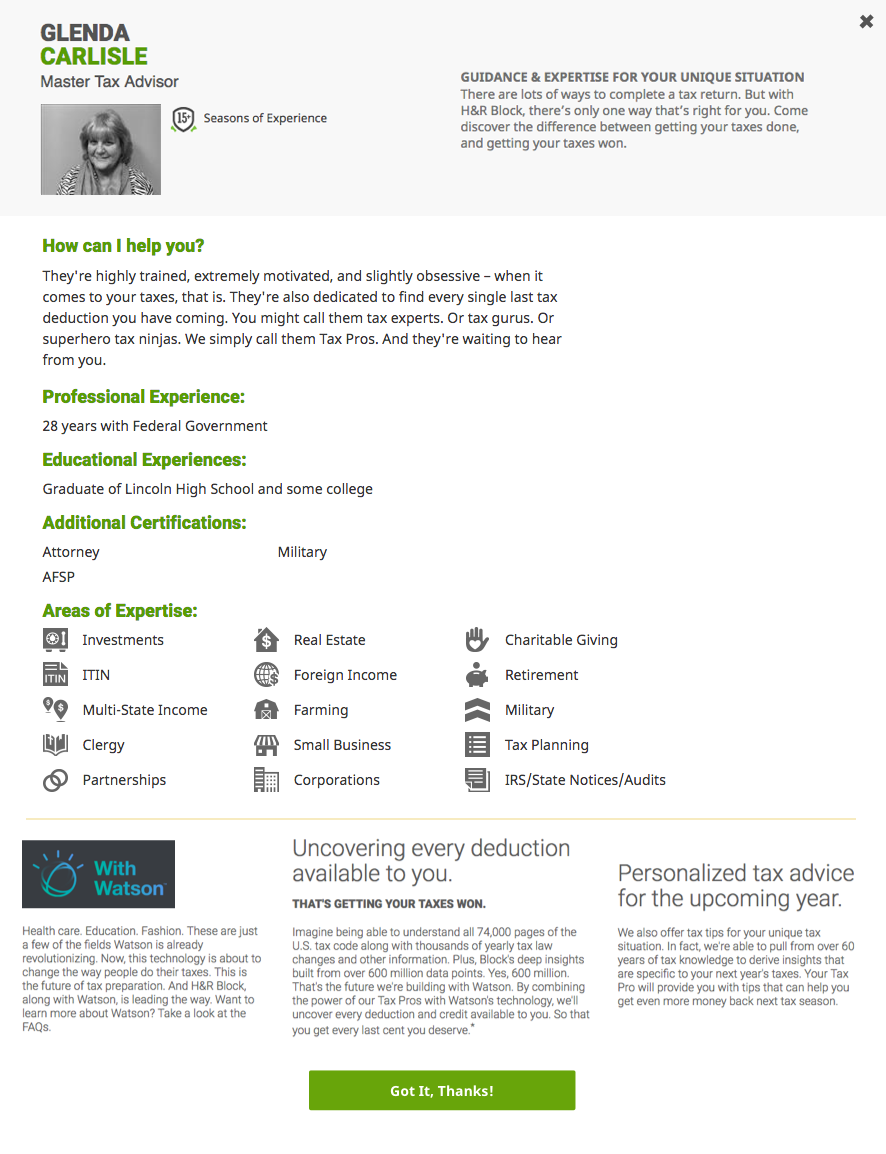 GLENDA
CARLISLE
Master Tax Advisor
15+
Seasons of Experience
GUIDANCE & EXPERTISE FOR YOUR UNIQUE SITUATION
There are lots of ways to complete a tax return. But with
H&R Block, there's only one way that's right for you. Come
discover the difference between getting your taxes done,
and getting your taxes won.
How can I help you?
They're highly trained, extremely motivated, and slightly obsessive – when it
comes to your taxes, that is. They're also dedicated to find every single last tax
deduction you have coming. You might call them tax experts. Or tax gurus. Or
superhero tax ninjas. We simply call them Tax Pros. And they're waiting to hear
from you.
Professional Experience:
28 years with Federal Government
Educational Experiences:
Graduate of Lincoln High School and some college
Additional Certifications:
Attorney Military
AFSP
Areas of Expertise:
Investments Real Estate Charitable Giving
ITIN ITIN Foreign Income Retirement
Multi-State Income Farming Military
Clergy Small Business Tax Planning
Partnerships Corporations IRS/State Notices/Audits
With
Watson
Health care. Education. Fashion. These are just
a few of the fields Watson is already
revolutionizing. Now, this technology is about to
change the way people do their taxes. This is
the future of tax preparation. And H&R Block,
along with Watson, is leading the way. Want to
learn more about Watson? Take a look at the
FAQs.
Uncovering every deduction
available to you.
THAT'S GETTING YOUR TAXES WON.
Imagine being able to understand all 74,000 pages of the
U.S. tax code along with thousands of yearly tax law
changes and other information. Plus, Block's deep insights
built from over 600 million data points. Yes, 600 million.
That's the future we're building with Watson. By combining
the power of our Tax Pros with Watson's technology, we'll
uncover every deduction and credit available to you. So that
you get every last cent you deserve.*
Personalized tax advice
for the upcoming year.
We also offer tax tips for your unique tax
situation. In fact, we're able to pull from over 60
years of tax knowledge to derive insights that
are specific to your next year's taxes. Your Tax
Pro will provide you with tips that can help you
get even more money back next tax season.
Got It, Thanks!